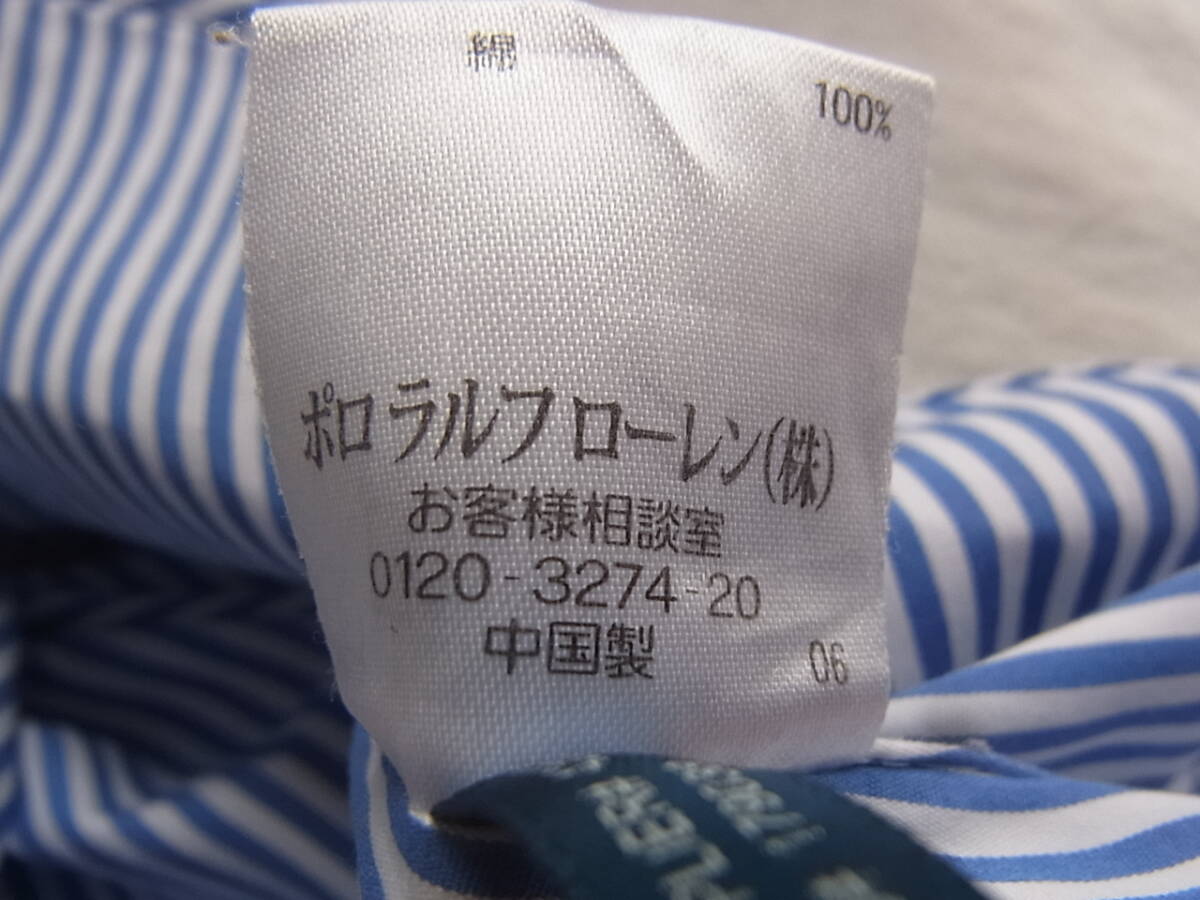 綿 100%
ポロ ラルフ ローレン(株)
お客様相談室
0120-3274-20
中国製 06